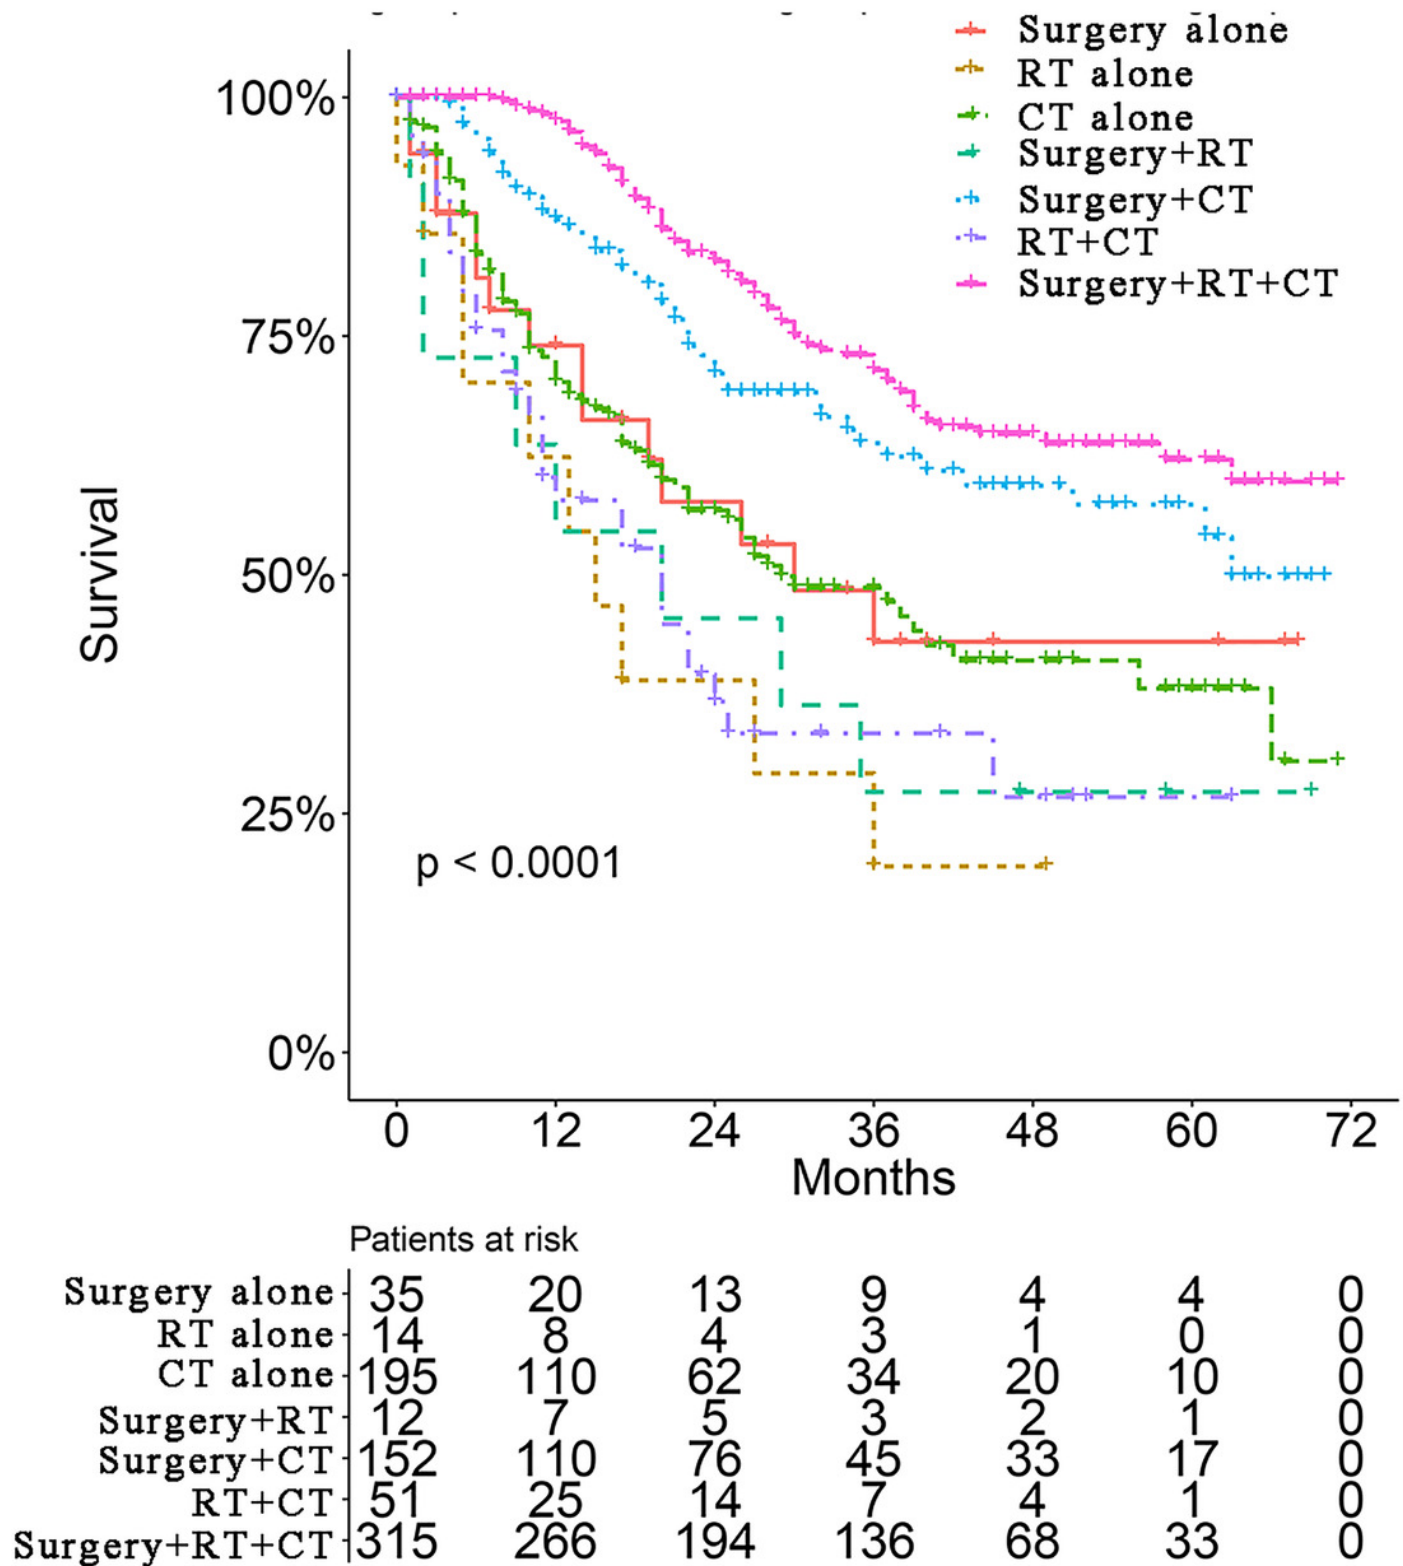 Surgery alone
RT alone
CT alone
Surgery+RT
Surgery+CT
RT+CT
Surgery+RT+CT
100%
75%
50%
25%
0%
Survival
p < 0.0001
0 12 24 36 48 60 72
Months
Patients at risk
Surgery alone 35 20 13 9 4 4 0
RT alone 14 8 4 3 1 0 0
CT alone 195 110 62 34 20 10 0
Surgery+RT 12 7 5 3 2 1 0
Surgery+CT 152 110 76 45 33 17 0
RT+CT 51 25 14 7 4 1 0
Surgery+RT+CT 315 266 194 136 68 33 0